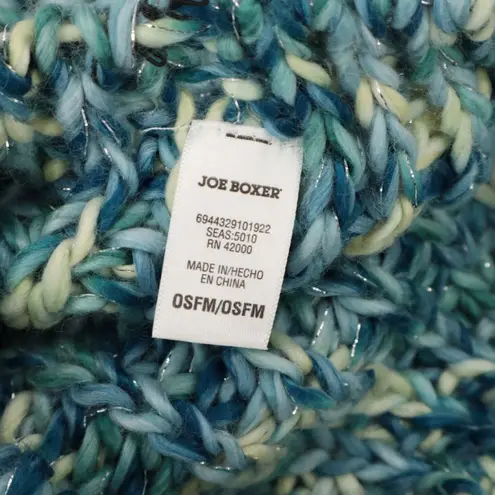 JOE BOXER
6944329101922
SEAS:5010
RN 42000
MADE IN/HECHO
EN CHINA
OSFM/OSFM